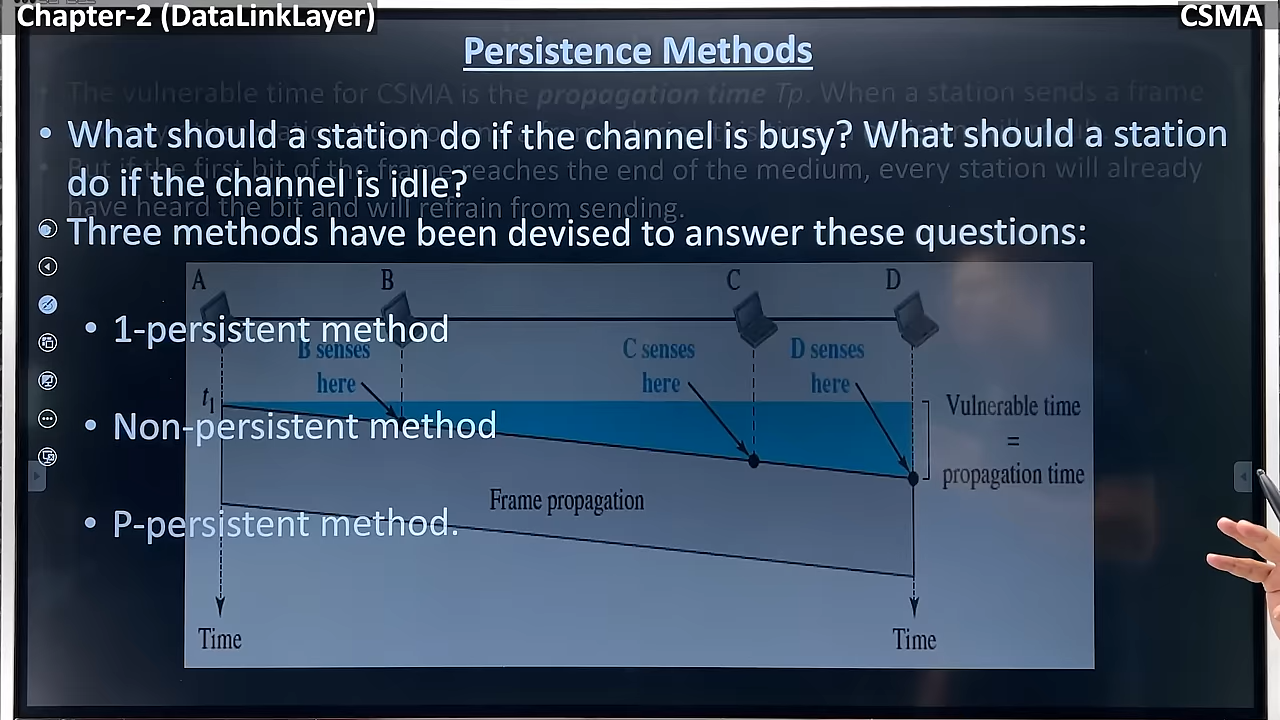 Chapter-2 (DataLinkLayer)
CSMA
Persistence Methods
• The vulnerable time for CSMA is the propagation time Tp. When a station sends a frame
• What should a station do if the channel is busy? What should a station
do if the channel is idle?
• But if the first bit of the frame reaches the end of the medium, every station will already
have heard the bit and will refrain from sending.
• Three methods have been devised to answer these questions:
A B C D
• 1-persistent method
B senses
here
C senses
here
D senses
here
t1
Vulnerable time
=
propagation time
• Non-persistent method
Frame propagation
• P-persistent method.
Time
Time